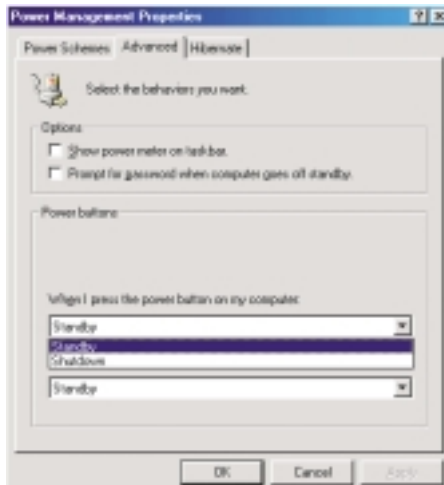 Power Management Properties
Power Schemes Advanced Hibernate
Select the behaviors you want.
Options
Show power meter on taskbar.
Prompt for password when computer goes off standby.
Power buttons
When I press the power button on my computer:
Standby
Standby
Shutdown
Standby
OK Cancel Apply